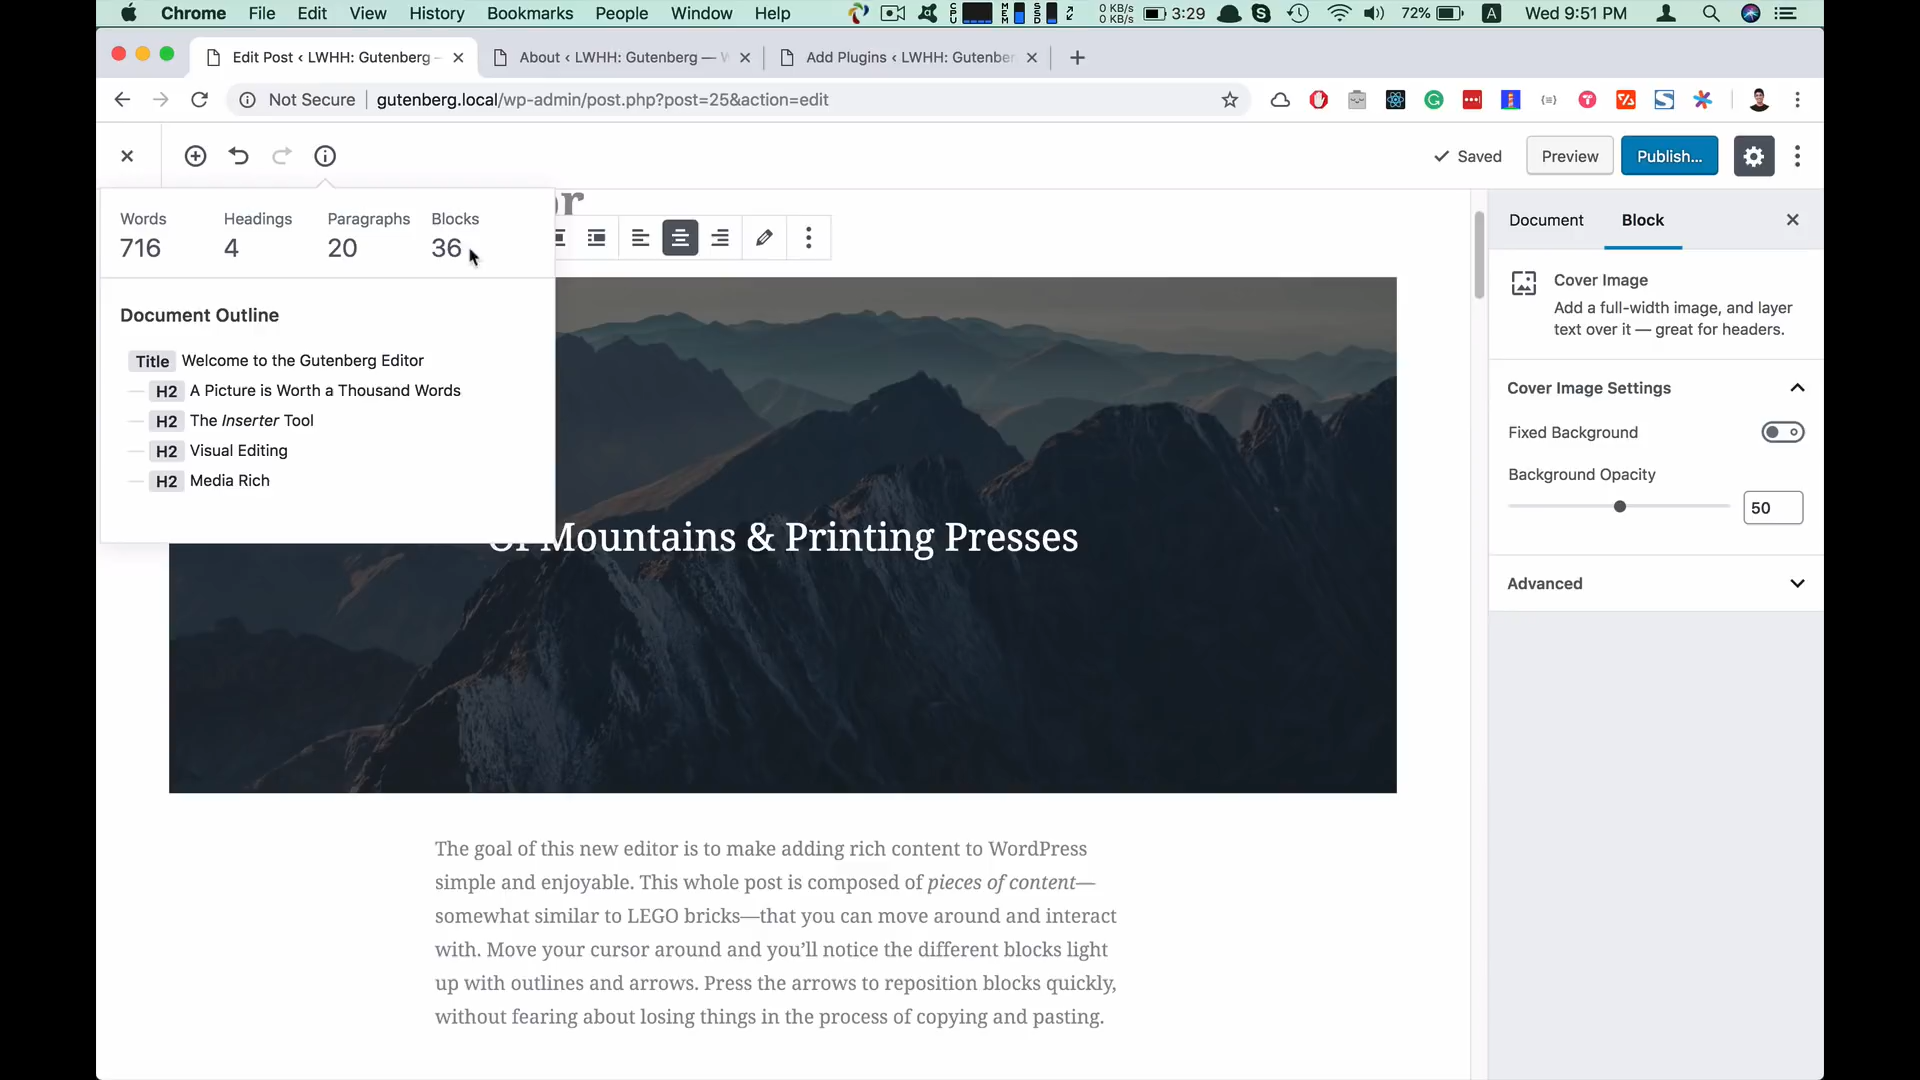 Chrome File Edit View History Bookmarks People Window Help
CPU MEM SSD 0 KB/s 0 KB/s 3:29 72% A Wed 9:51 PM
Edit Post ‹ LWHH: Gutenberg —
About ‹ LWHH: Gutenberg — W
Add Plugins ‹ LWHH: Gutenber
Not Secure gutenberg.local/wp-admin/post.php?post=25&action=edit
Saved Preview Publish...
or
Words Headings Paragraphs Blocks
716 4 20 36
Document Outline
Title Welcome to the Gutenberg Editor
H2 A Picture is Worth a Thousand Words
H2 The Inserter Tool
H2 Visual Editing
H2 Media Rich
Of Mountains & Printing Presses
The goal of this new editor is to make adding rich content to WordPress
simple and enjoyable. This whole post is composed of pieces of content—
somewhat similar to LEGO bricks—that you can move around and interact
with. Move your cursor around and you’ll notice the different blocks light
up with outlines and arrows. Press the arrows to reposition blocks quickly,
without fearing about losing things in the process of copying and pasting.
Document Block
Cover Image
Add a full-width image, and layer
text over it — great for headers.
Cover Image Settings
Fixed Background
Background Opacity
50
Advanced